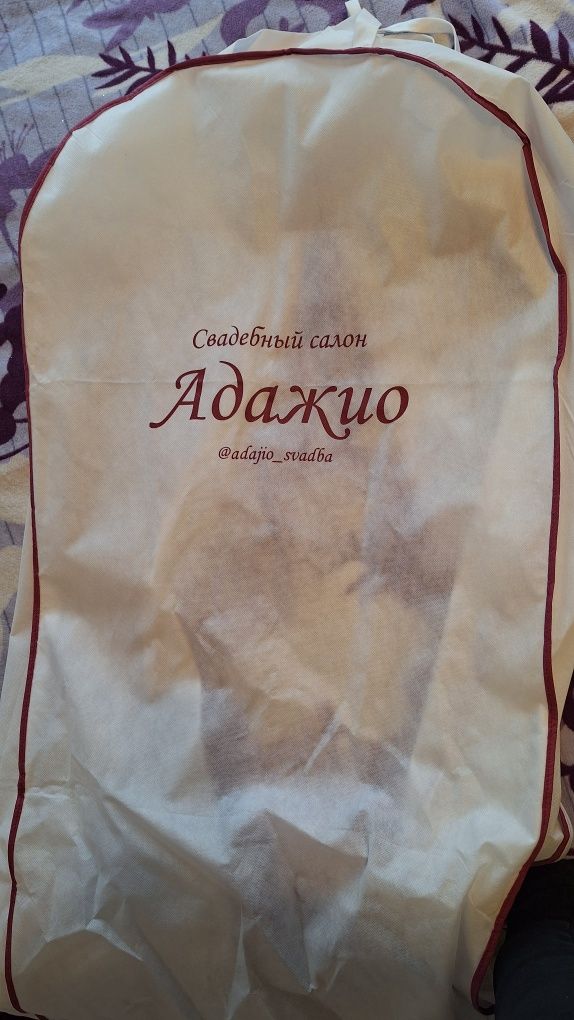 Свадебный салон
Адажио
@adajio_svadba